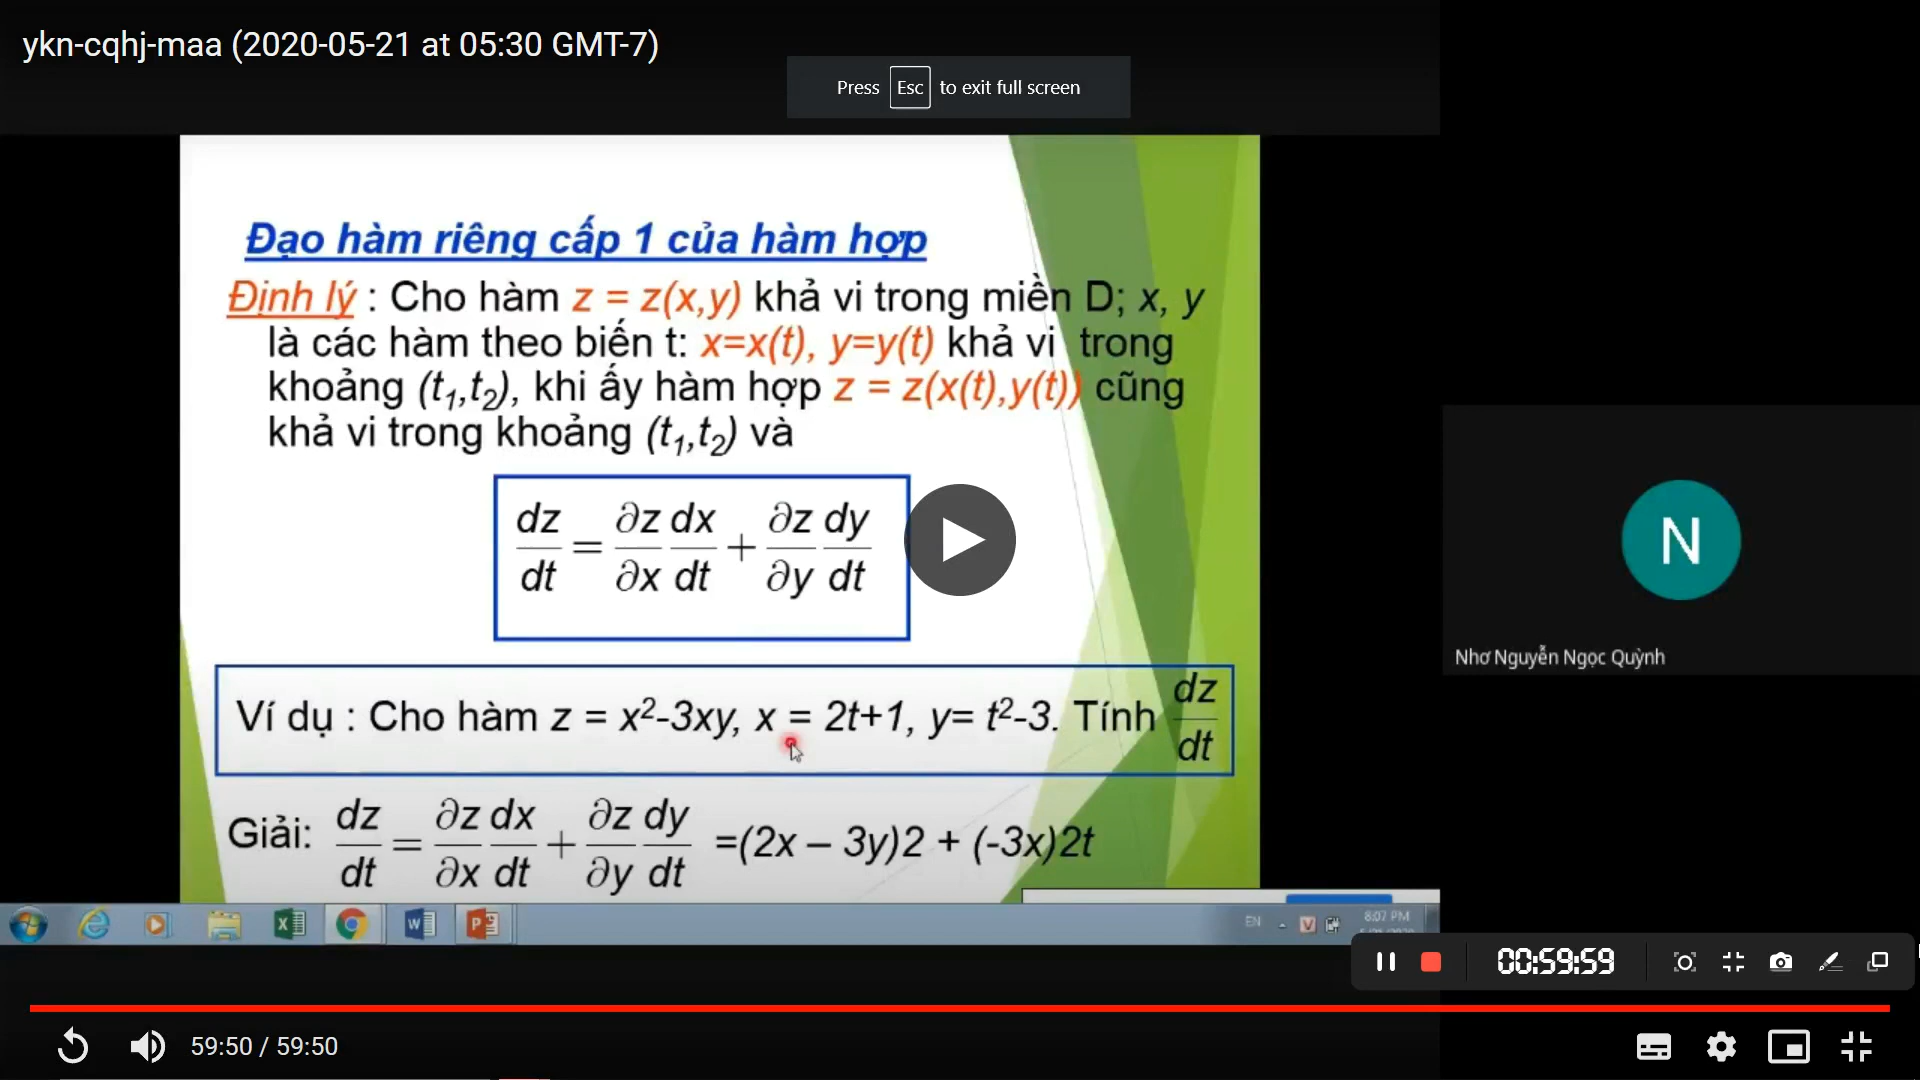 ykn-cqhj-maa (2020-05-21 at 05:30 GMT-7)
Press Esc to exit full screen
Đạo hàm riêng cấp 1 của hàm hợp
Định lý : Cho hàm z = z(x,y) khả vi trong miền D; x, y
là các hàm theo biến t: x=x(t), y=y(t) khả vi trong
khoảng (t₁,t₂), khi ấy hàm hợp z = z(x(t),y(t)) cũng
khả vi trong khoảng (t₁,t₂) và
dz/dt = ∂z/∂x dx/dt + ∂z/∂y dy/dt
Ví dụ : Cho hàm z = x²-3xy, x = 2t+1, y= t²-3. Tính dz/dt
Giải: dz/dt = ∂z/∂x dx/dt + ∂z/∂y dy/dt =(2x – 3y)2 + (-3x)2t
N
Nhơ Nguyễn Ngọc Quỳnh
EN
8:07 PM
00:59:59
59:50 / 59:50